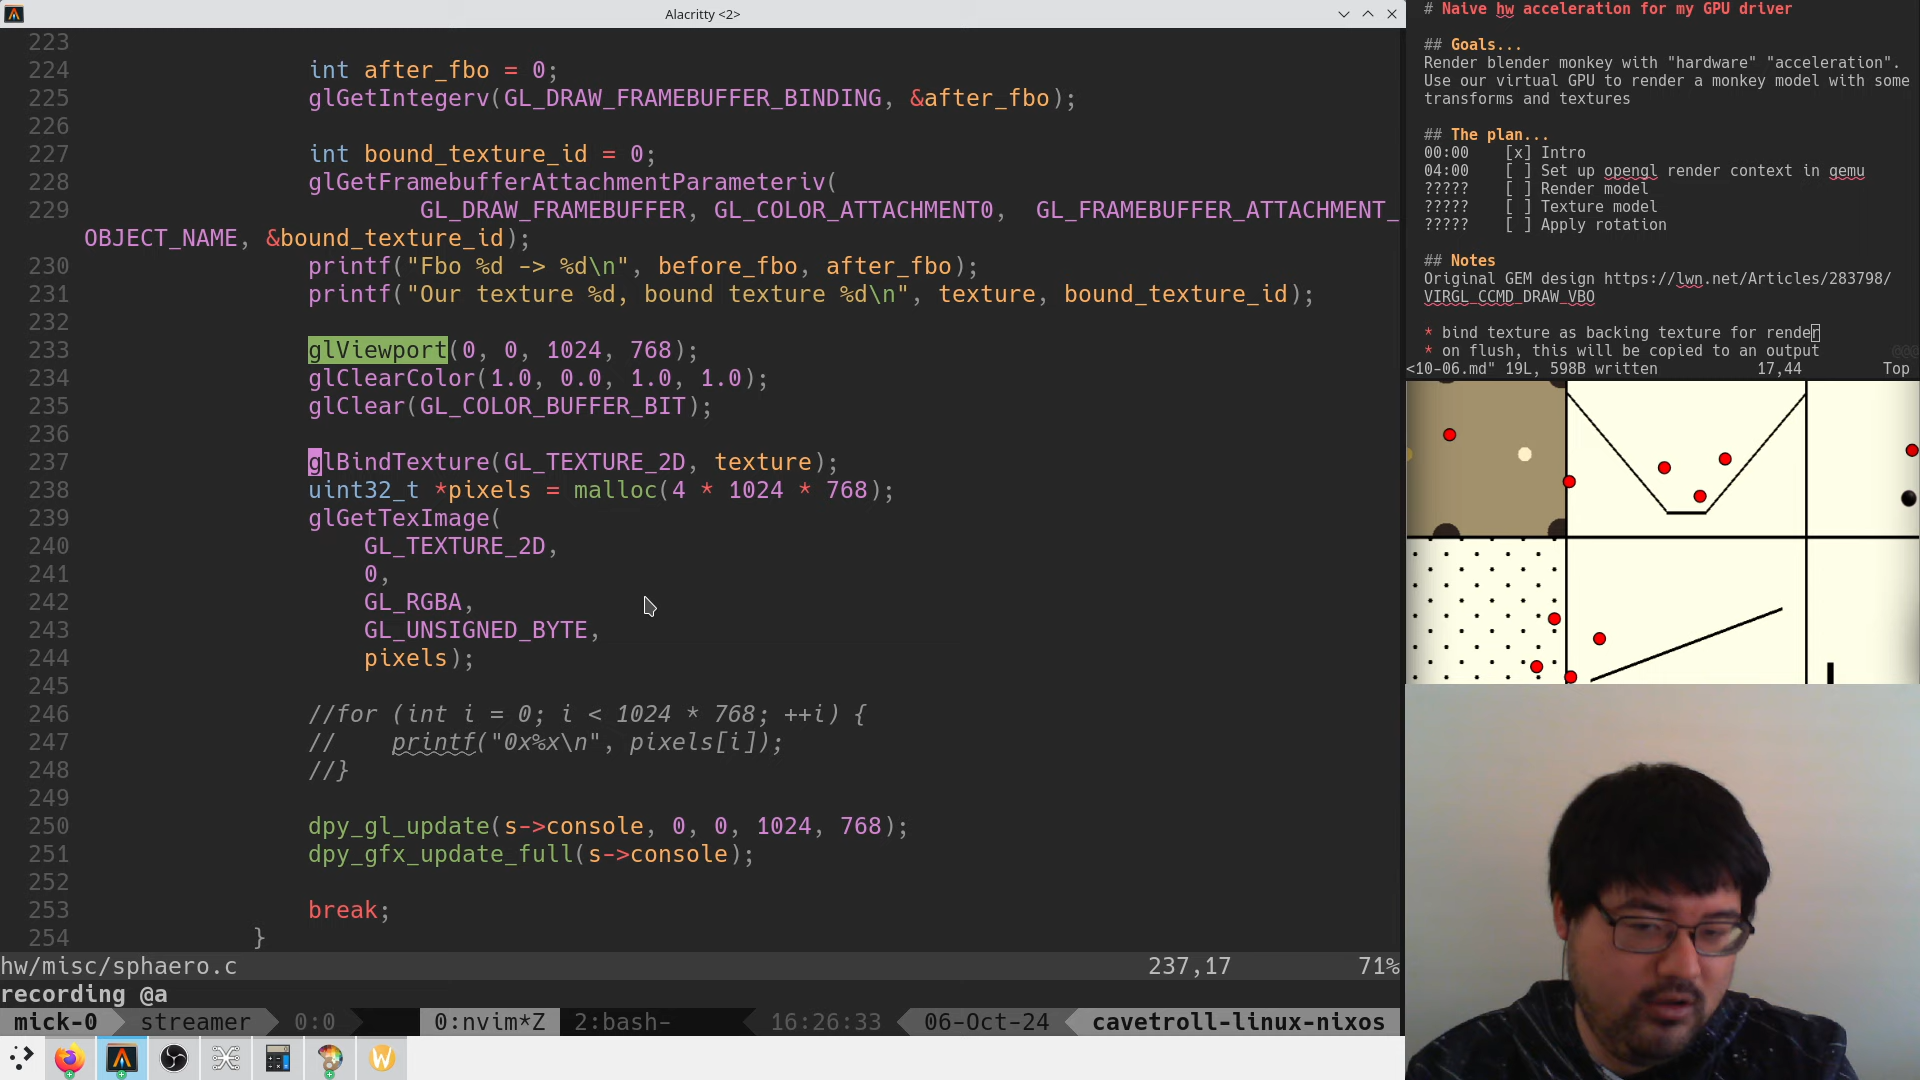 Alacritty <2>
223
224 int after_fbo = 0;
225 glGetIntegerv(GL_DRAW_FRAMEBUFFER_BINDING, &after_fbo);
226
227 int bound_texture_id = 0;
228 glGetFramebufferAttachmentParameteriv(
229 GL_DRAW_FRAMEBUFFER, GL_COLOR_ATTACHMENT0, GL_FRAMEBUFFER_ATTACHMENT_
OBJECT_NAME, &bound_texture_id);
230 printf("Fbo %d -> %d\n", before_fbo, after_fbo);
231 printf("Our texture %d, bound texture %d\n", texture, bound_texture_id);
232
233 glViewport(0, 0, 1024, 768);
234 glClearColor(1.0, 0.0, 1.0, 1.0);
235 glClear(GL_COLOR_BUFFER_BIT);
236
237 glBindTexture(GL_TEXTURE_2D, texture);
238 uint32_t *pixels = malloc(4 * 1024 * 768);
239 glGetTexImage(
240 GL_TEXTURE_2D,
241 0,
242 GL_RGBA,
243 GL_UNSIGNED_BYTE,
244 pixels);
245
246 //for (int i = 0; i < 1024 * 768; ++i) {
247 //    printf("0x%x\n", pixels[i]);
248 //}
249
250 dpy_gl_update(s->console, 0, 0, 1024, 768);
251 dpy_gfx_update_full(s->console);
252
253 break;
254 }
hw/misc/sphaero.c 237,17 71%
recording @a
mick-0 streamer 0:0 0:nvim*Z 2:bash- 16:26:33 06-Oct-24 cavetroll-linux-nixos
# Naive hw acceleration for my GPU driver
## Goals...
Render blender monkey with "hardware" "acceleration".
Use our virtual GPU to render a monkey model with some
transforms and textures
## The plan...
00:00 [x] Intro
04:00 [ ] Set up opengl render context in qemu
????? [ ] Render model
????? [ ] Texture model
????? [ ] Apply rotation
## Notes
Original GEM design https://lwn.net/Articles/283798/
VIRGL_CCMD_DRAW_VBO
* bind texture as backing texture for render
* on flush, this will be copied to an output
@@@
<10-06.md" 19L, 598B written 17,44 Top
W